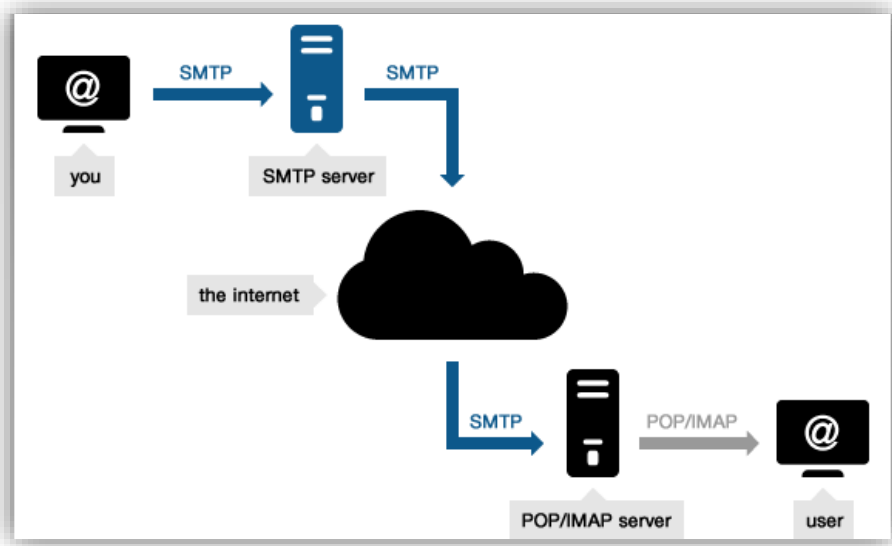 SMTP
SMTP
@
you
SMTP server
the internet
SMTP
POP/IMAP
@
POP/IMAP server
user